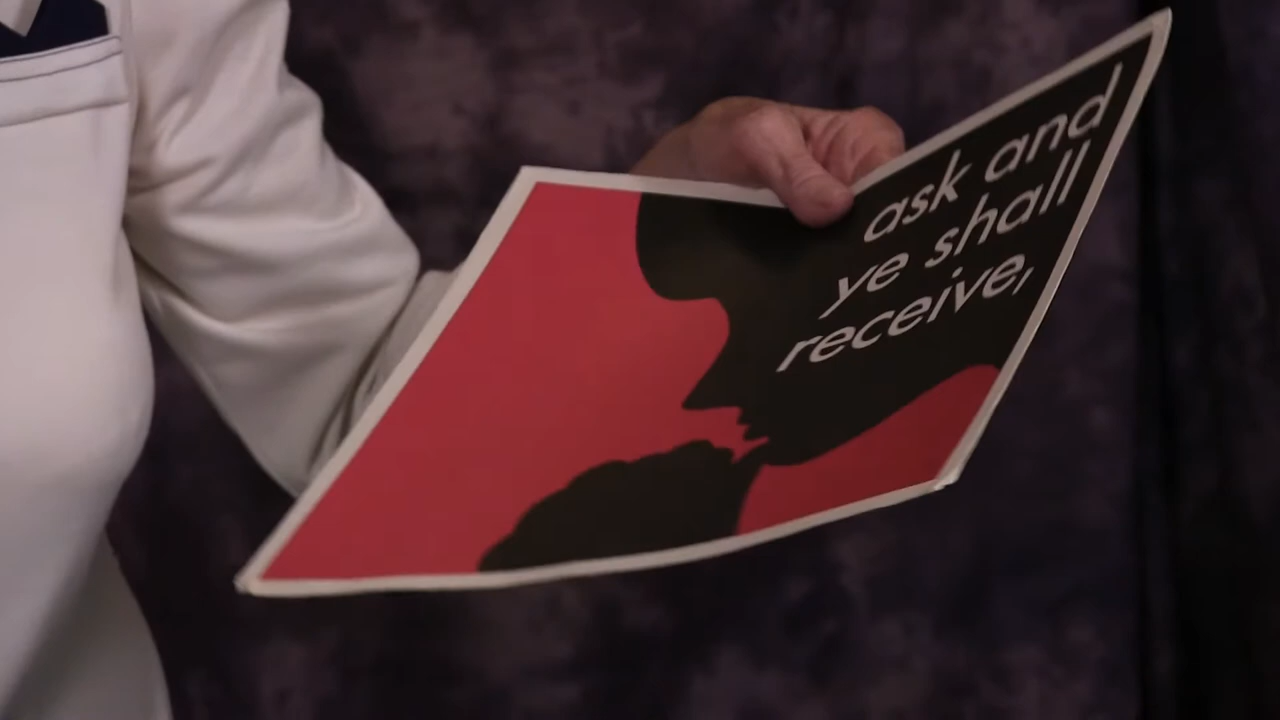 ask and
ye shall
receive,